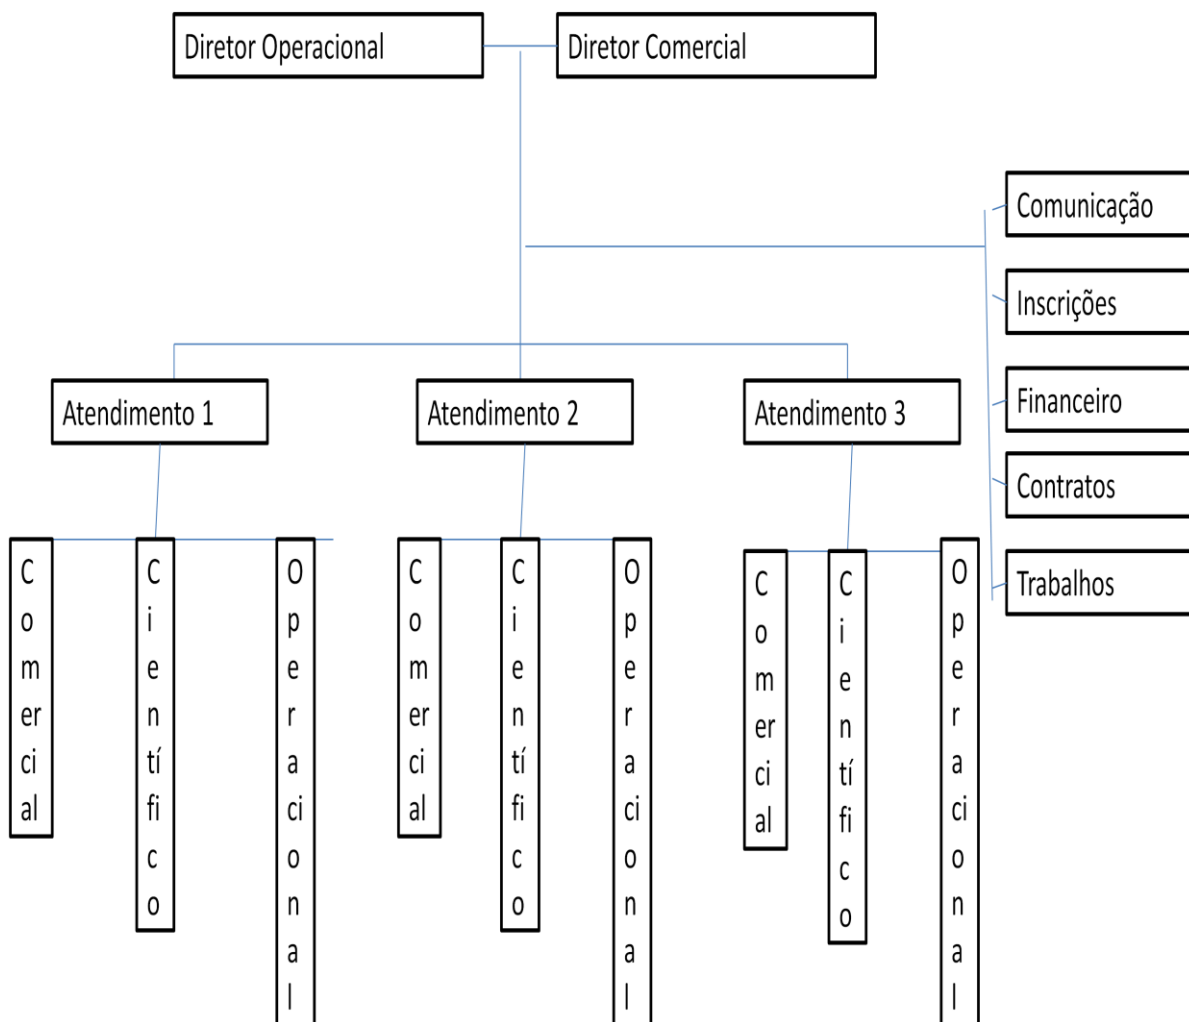 Diretor Operacional
Diretor Comercial
Comunicação
Inscrições
Financeiro
Contratos
Trabalhos
Atendimento 1
Atendimento 2
Atendimento 3
Comercial
Científico
Operacional
Comercial
Científico
Operacional
Comercial
Científico
Operacional